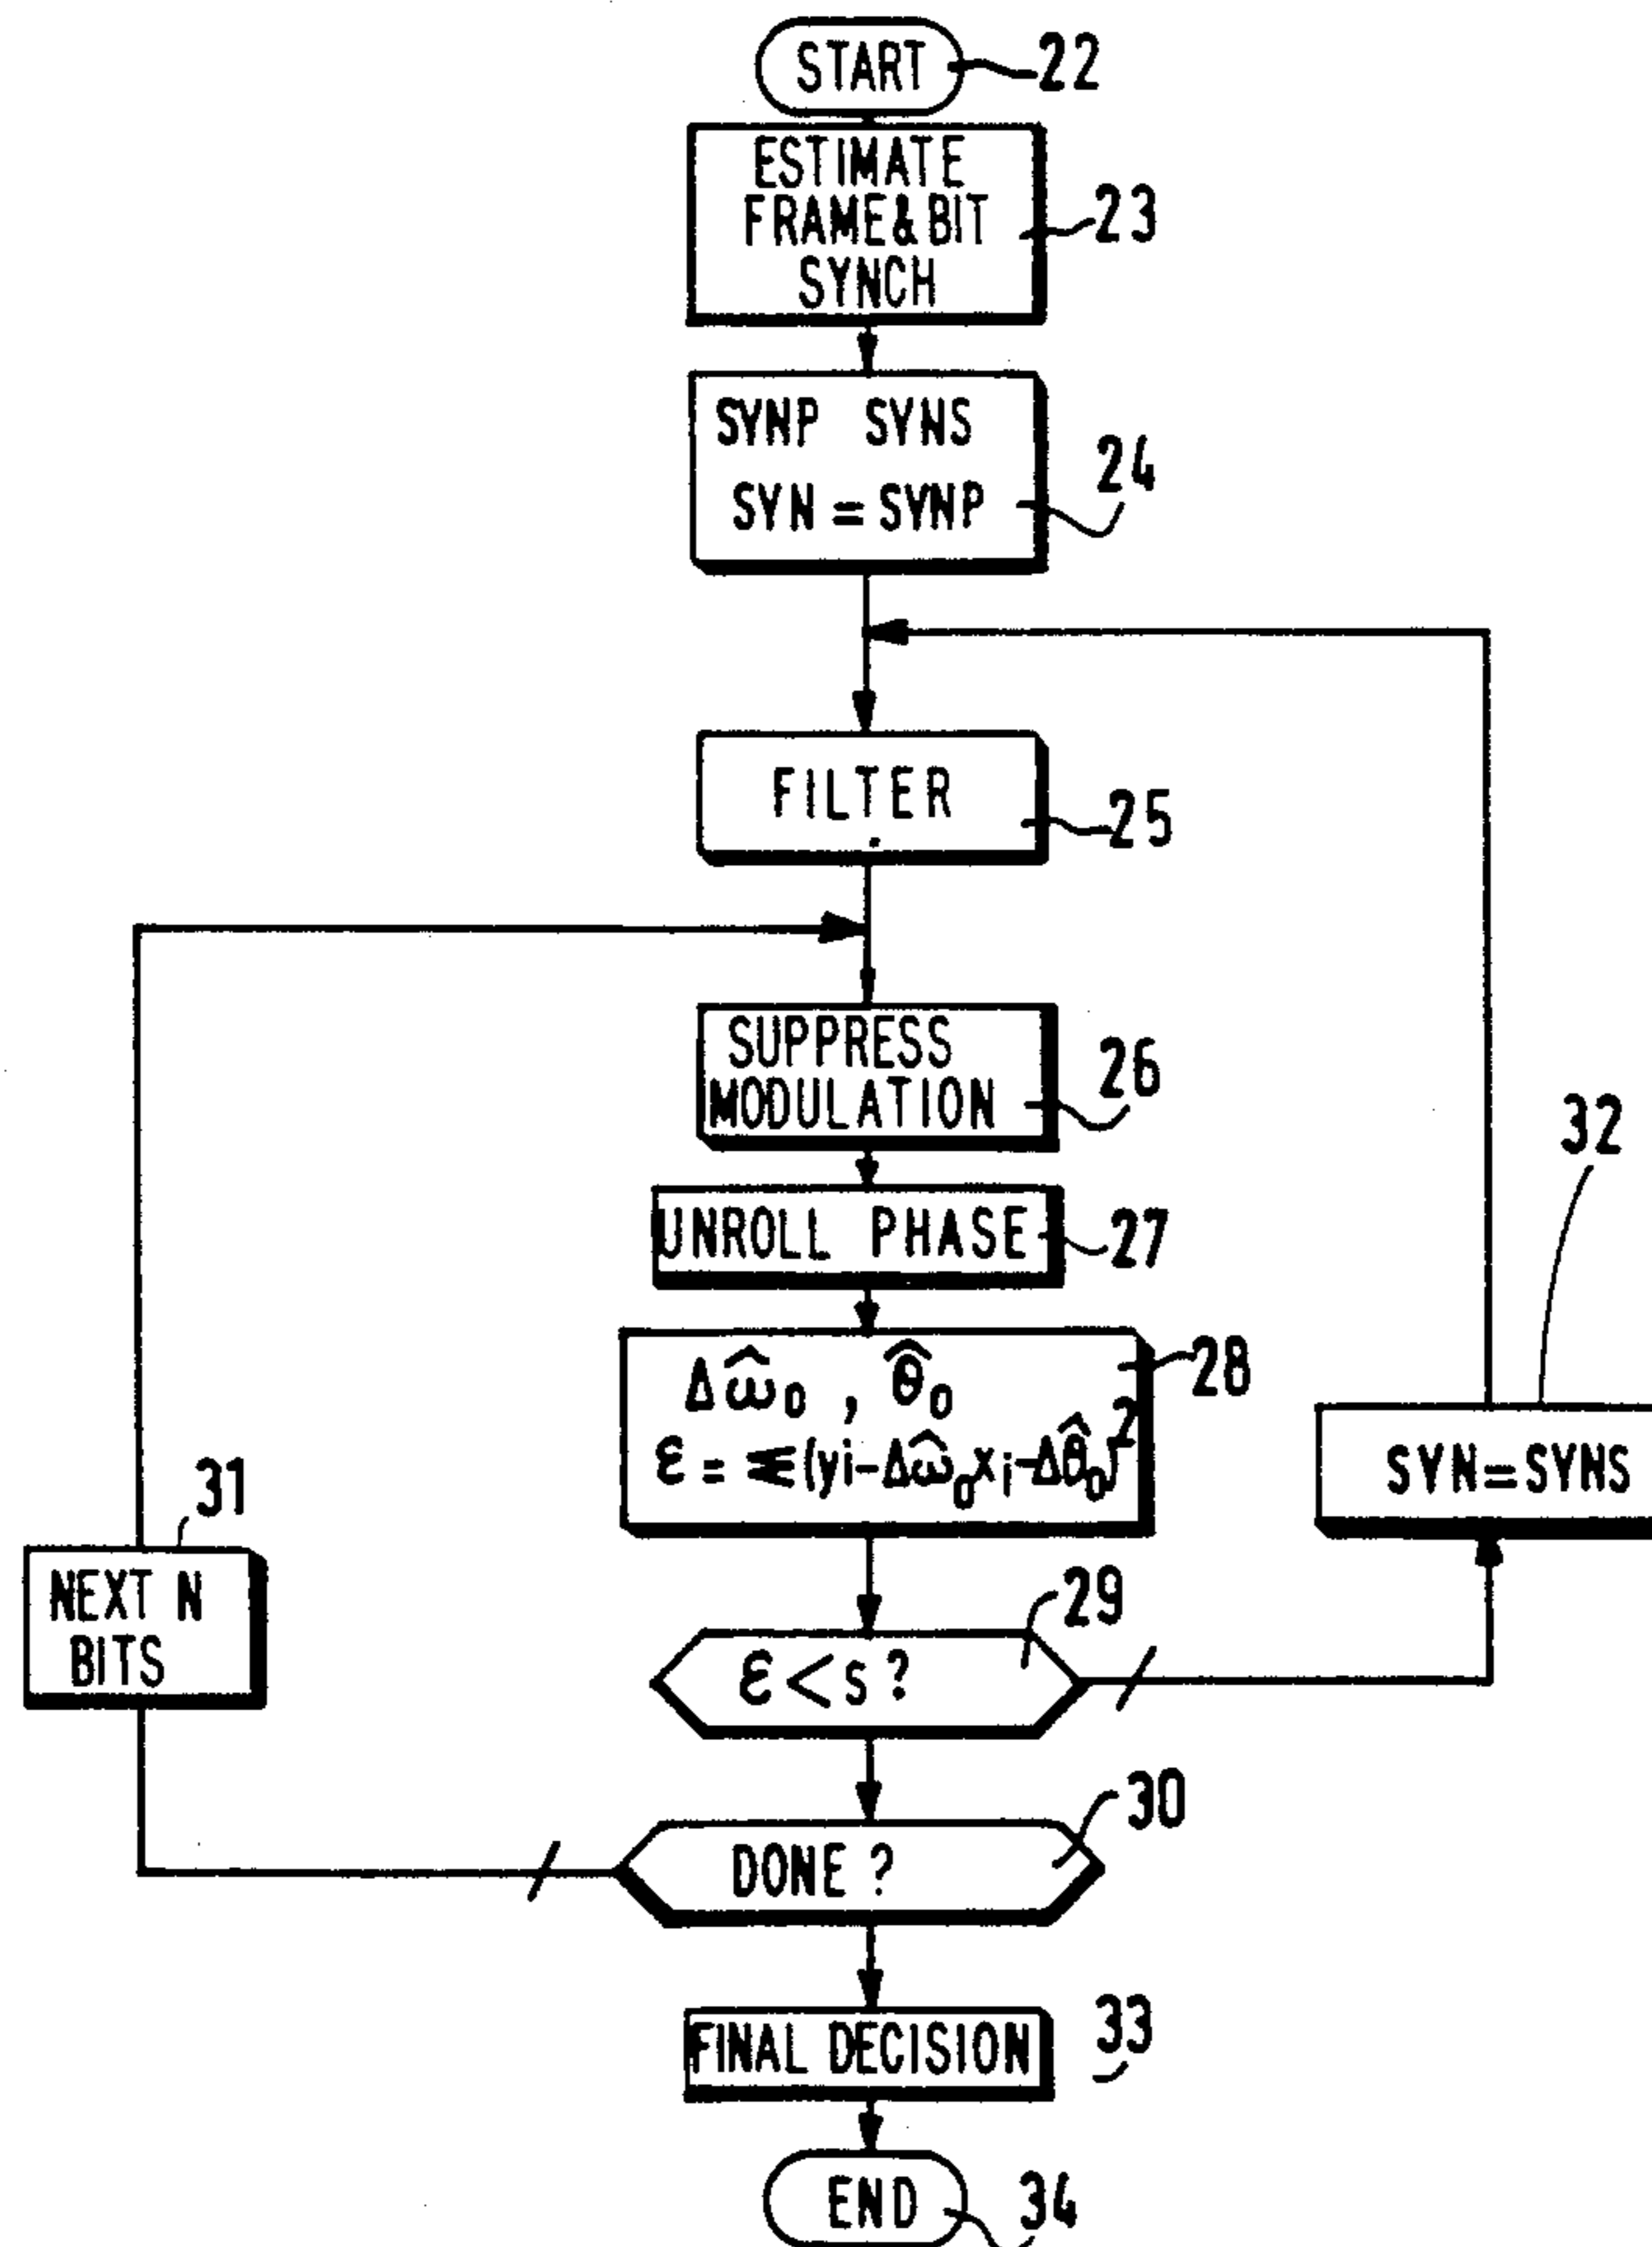 START
22
ESTIMATE
FRAME & BIT
SYNCH
23
SYNP SYNS
SYN = SYNP
24
FILTER
25
SUPPRESS
MODULATION
26
UNROLL PHASE
27
Δω̂₀ , θ̂₀
ε = Σ(yi-Δω̂₀xᵢ-Δθ̂₀)²
28
ε < s ?
29
DONE ?
30
NEXT N
BITS
31
SYN=SYNS
32
FINAL DECISION
33
END
34